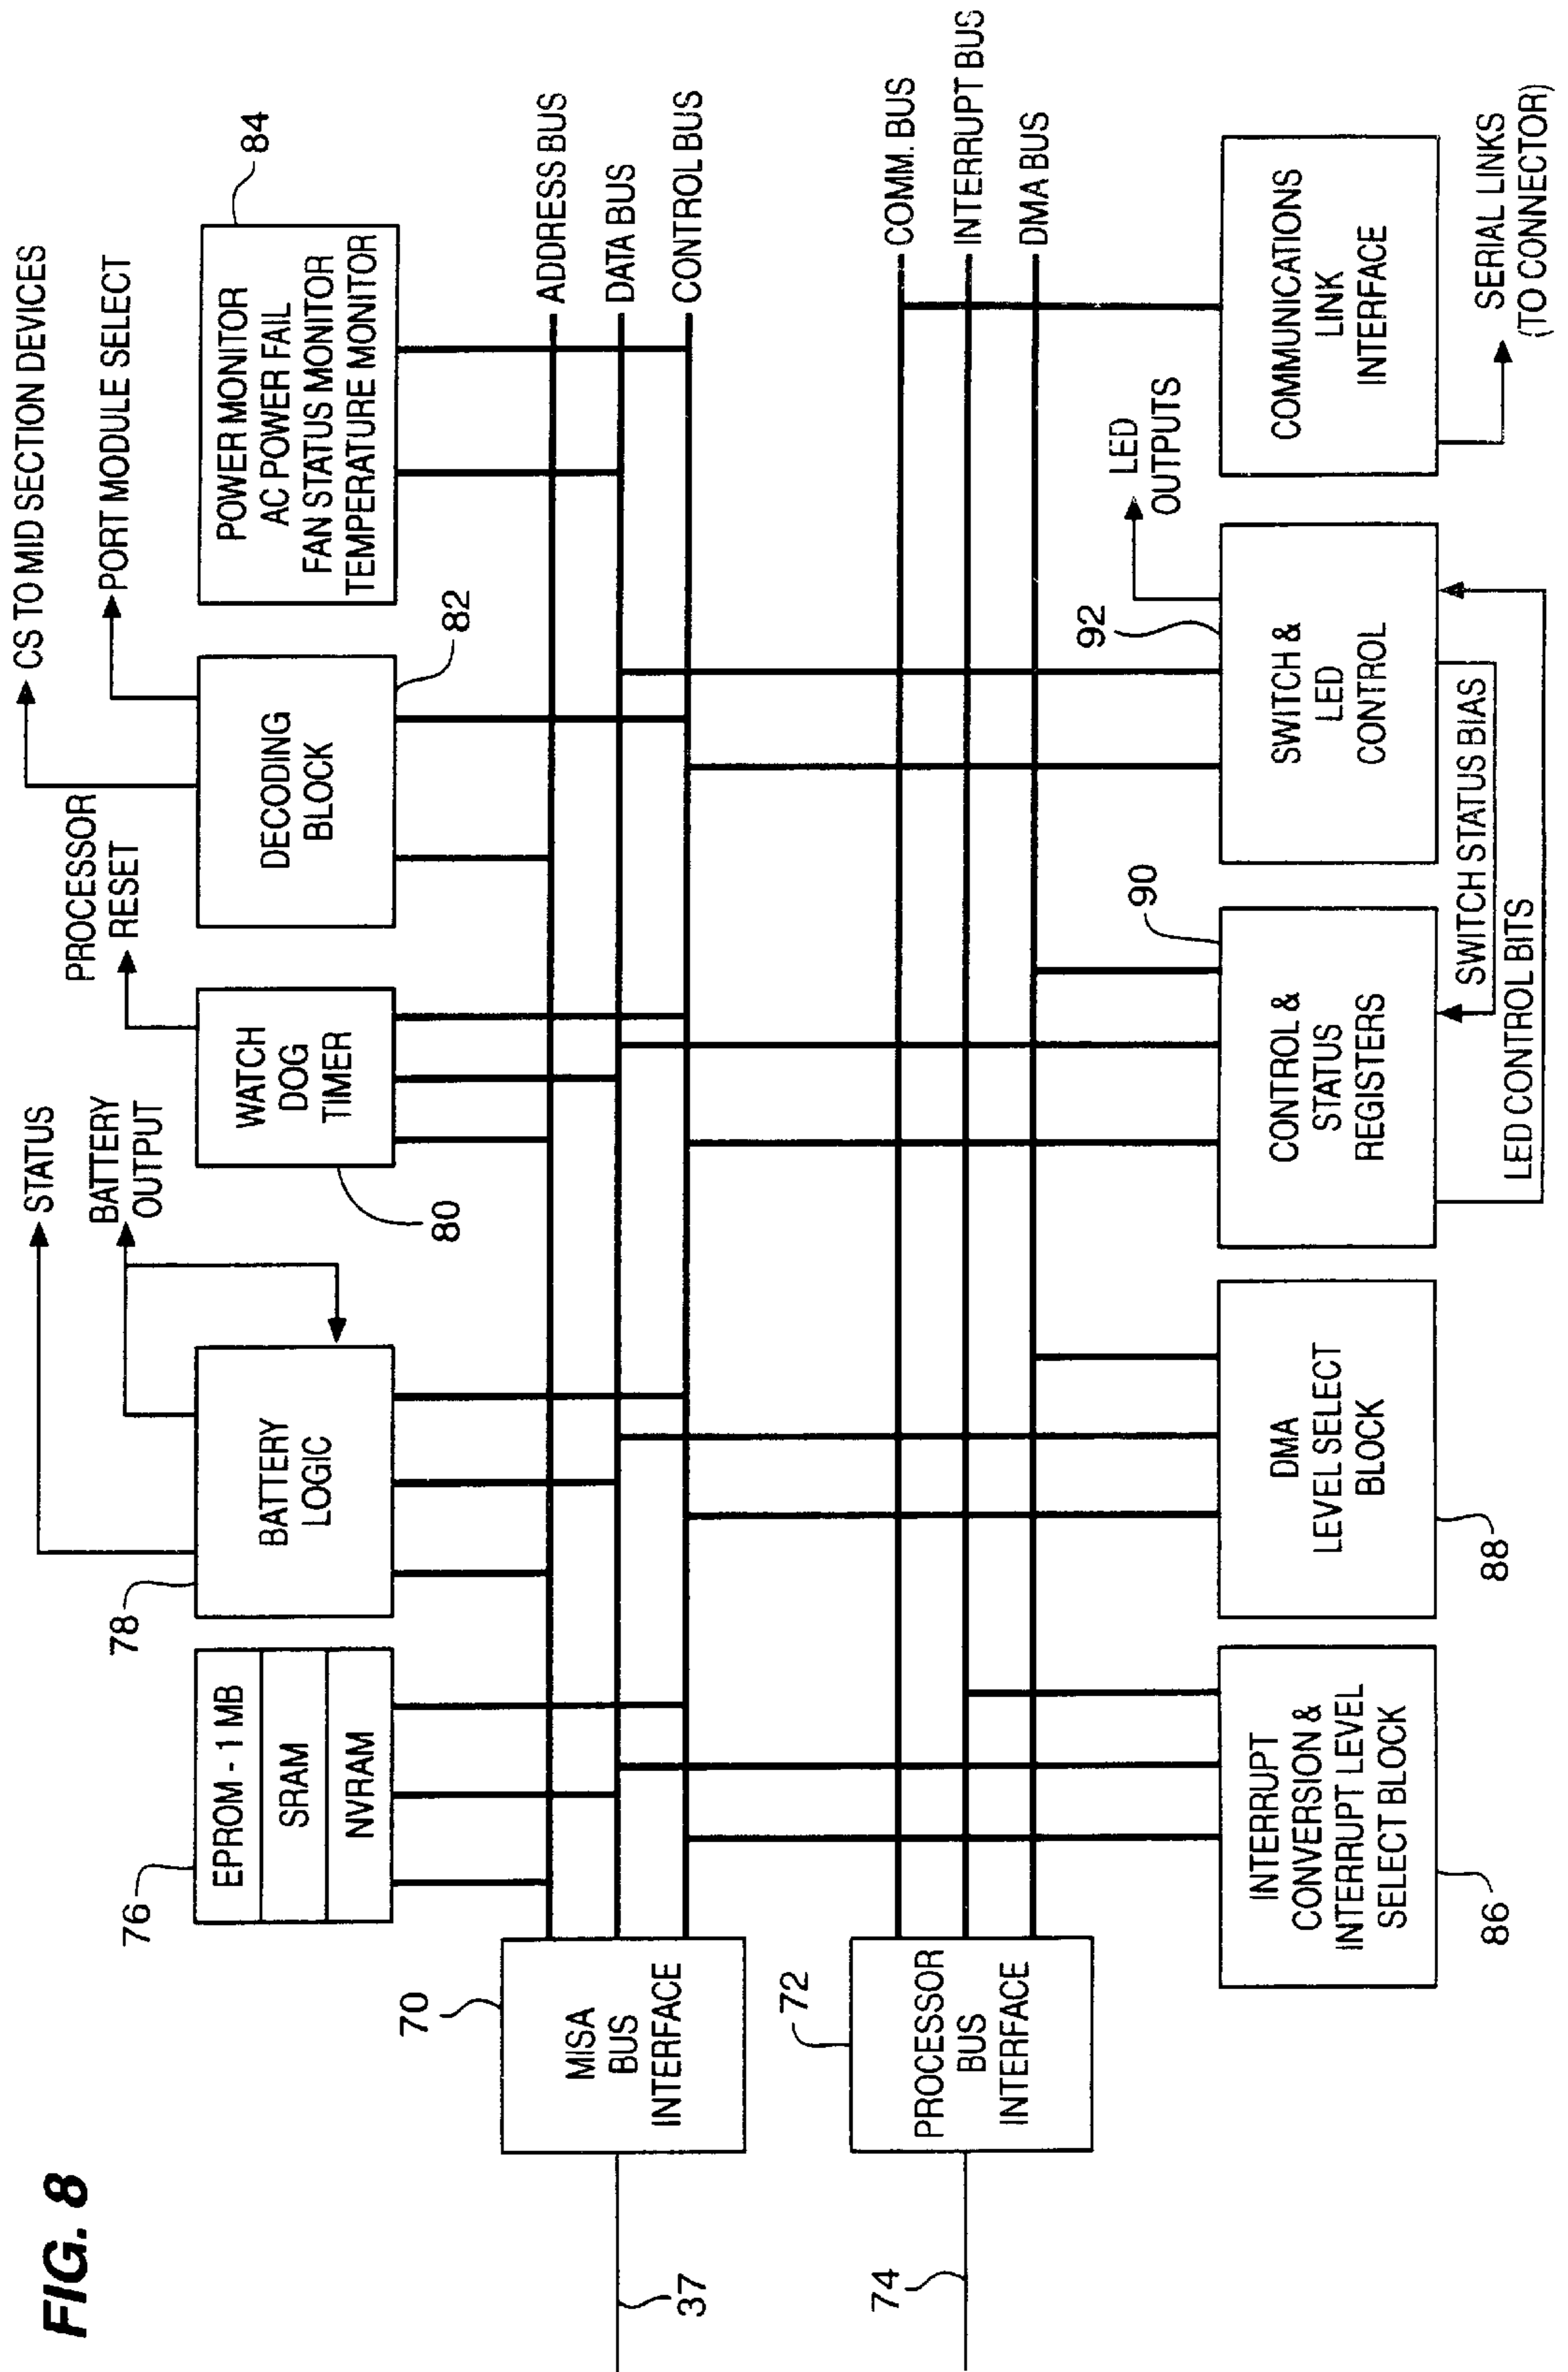 FIG. 8
STATUS
BATTERY
OUTPUT
PROCESSOR
RESET
CS TO MID SECTION DEVICES
PORT MODULE SELECT
76
EPROM - 1 MB
SRAM
NVRAM
78
BATTERY
LOGIC
80
WATCH
DOG
TIMER
DECODING
BLOCK
82
84
POWER MONITOR
AC POWER FAIL
FAN STATUS MONITOR
TEMPERATURE MONITOR
70
MISA
BUS
INTERFACE
37
ADDRESS BUS
DATA BUS
CONTROL BUS
72
PROCESSOR
BUS
INTERFACE
74
COMM. BUS
INTERRUPT BUS
DMA BUS
INTERRUPT
CONVERSION &
INTERRUPT LEVEL
SELECT BLOCK
86
DMA
LEVEL SELECT
BLOCK
88
90
CONTROL &
STATUS
REGISTERS
92
LED
OUTPUTS
SWITCH &
LED
CONTROL
SWITCH STATUS BIAS
LED CONTROL BITS
COMMUNICATIONS
LINK
INTERFACE
SERIAL LINKS
(TO CONNECTOR)